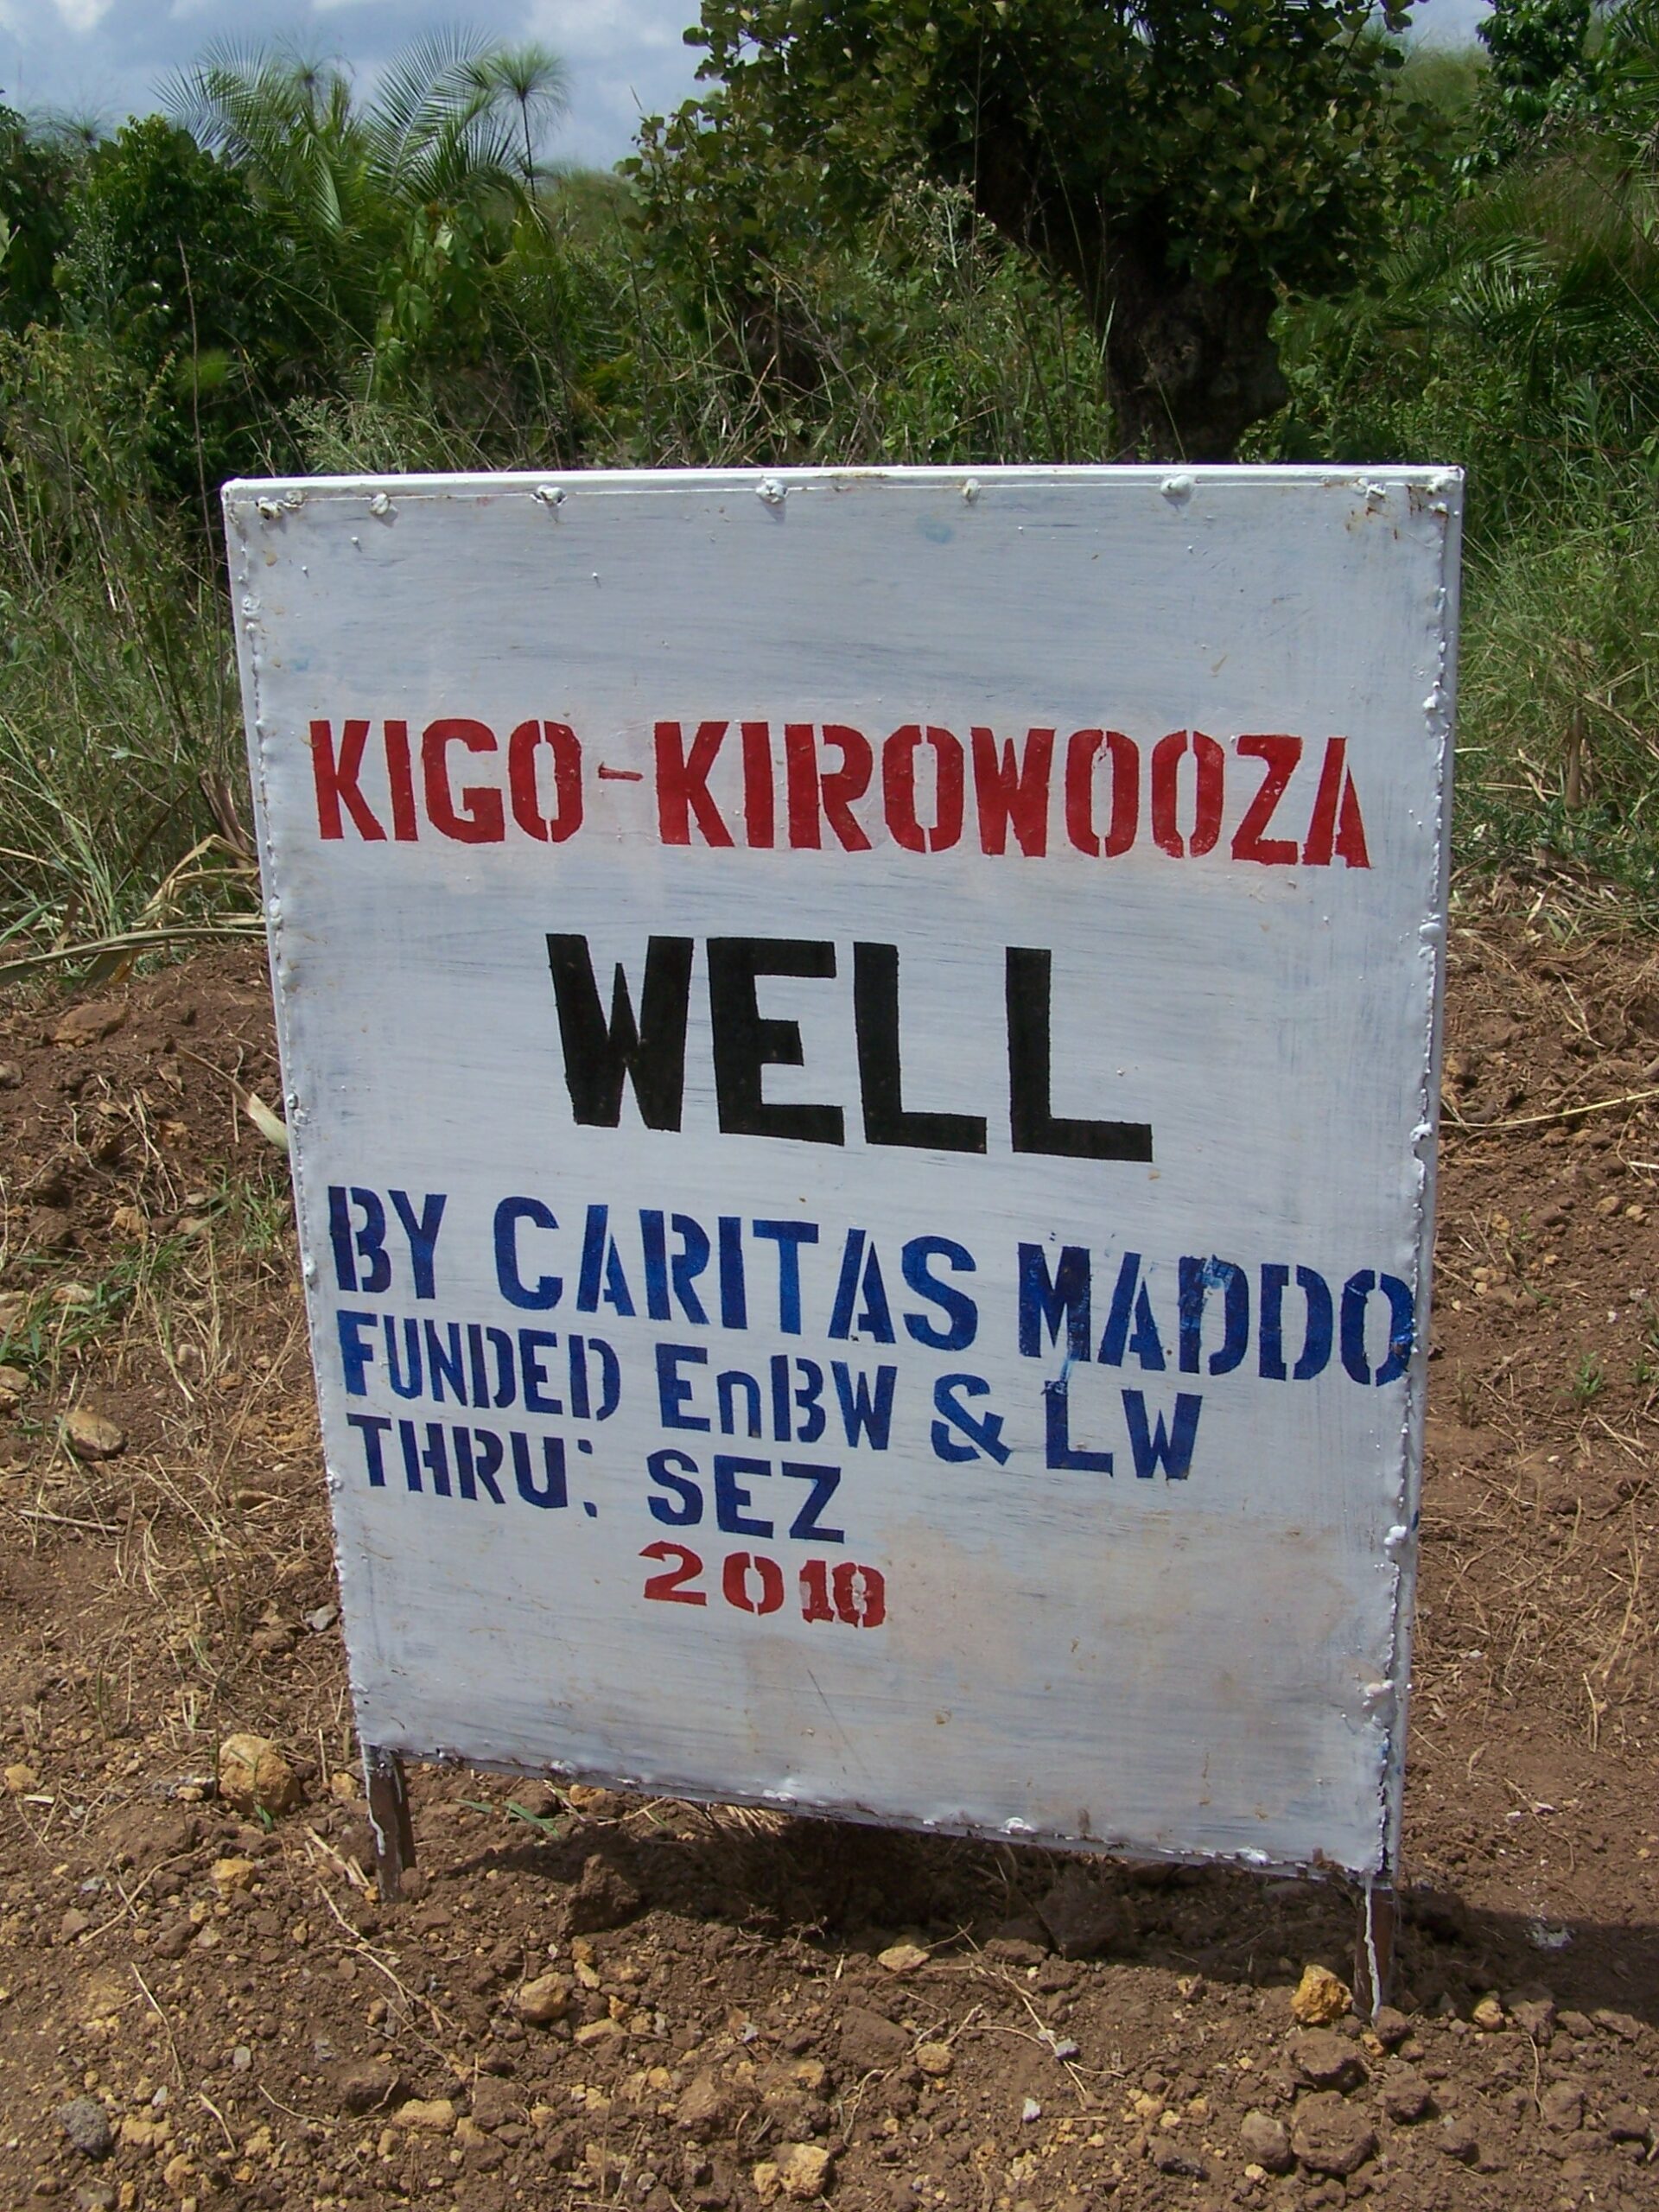 KIGO-KIROWOOZA
WELL
BY CARITAS MADDO
FUNDED EnBW & LW
THRU: SEZ
2010